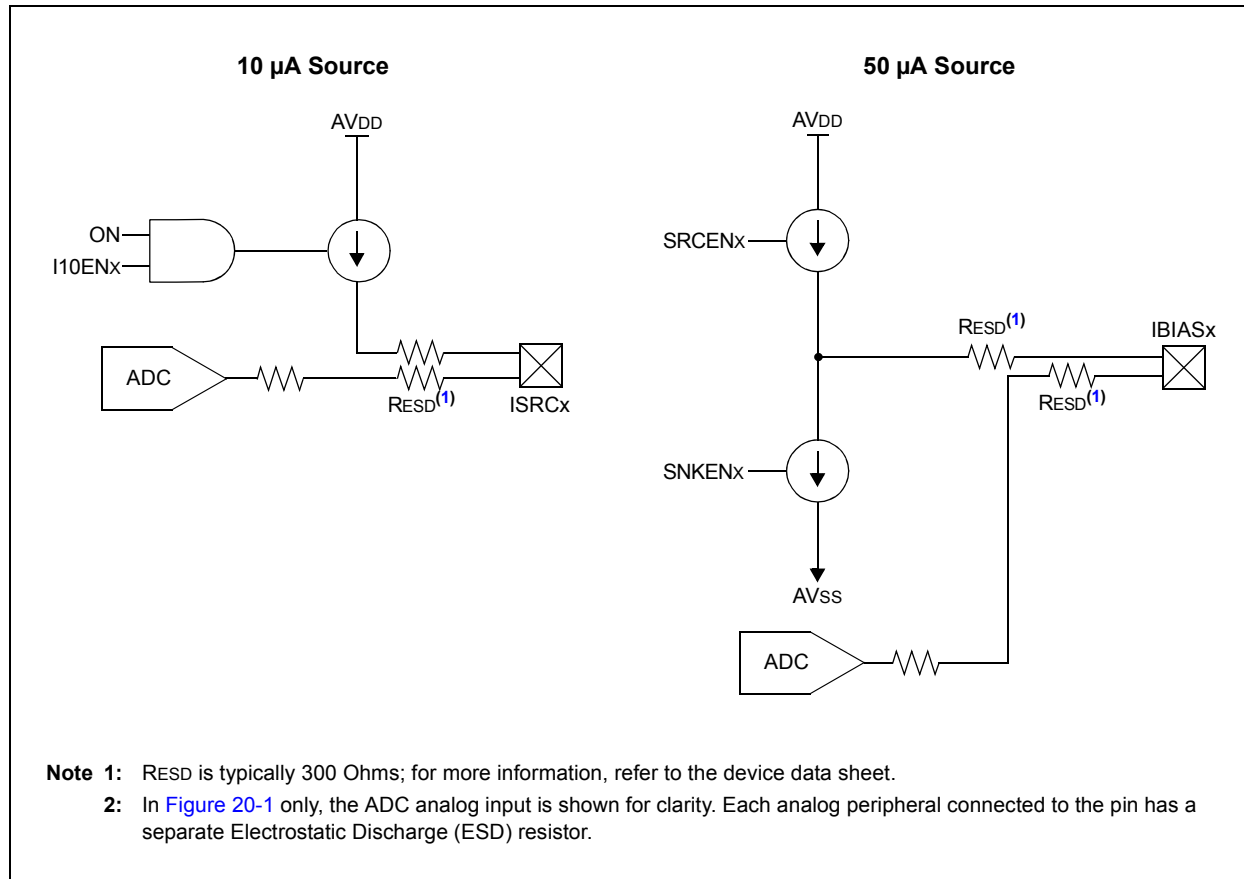 10 µA Source
AVDD
ON
I10ENx
ADC
RESD(1)
ISRCx
50 µA Source
AVDD
SRCENx
RESD(1)
IBIASx
RESD(1)
SNKENx
AVSS
ADC
Note 1: RESD is typically 300 Ohms; for more information, refer to the device data sheet.
2: In Figure 20-1 only, the ADC analog input is shown for clarity. Each analog peripheral connected to the pin has a
separate Electrostatic Discharge (ESD) resistor.